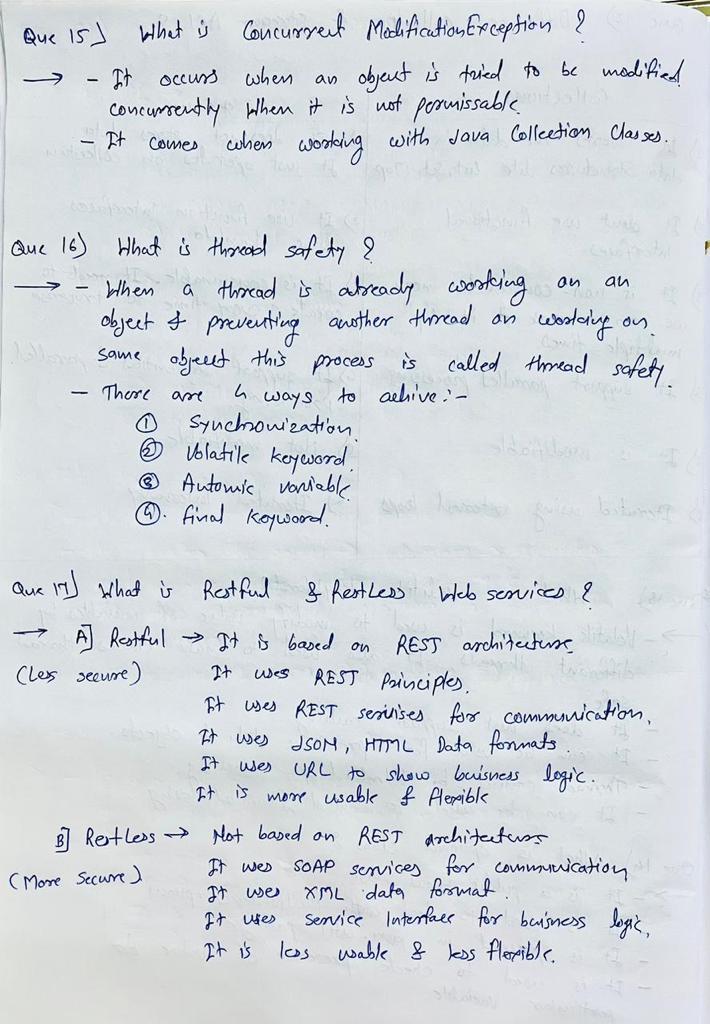 Que 15] What is Concurrent ModificationException ?
→ - It occurs when an object is tried to be modified
concurrently when it is not permissable.
- It comes when working with Java Collection Classes.
Que 16) What is thread safety ?
→ - When a thread is already working on an
object & preventing another thread on working on
same object this process is called thread safety.
- There are 4 ways to achive :-
① Synchronization
② Volatile keyword.
③ Automic variable
④. final keyword.
Que 17] What is Restful & RestLess Web services ?
→ A] Restful → It is based on REST architecture
(Less secure) It uses REST Principles.
It uses REST servises for communication.
It uses JSON, HTML Data formats.
It uses URL to show buisness logic.
It is more usable & flexible
B] RestLess → Not based on REST architecture
(More Secure) It uses SOAP services for communication
It uses XML data format.
It uses Service Interface for buisness logic,
It is less usable & less flexible.